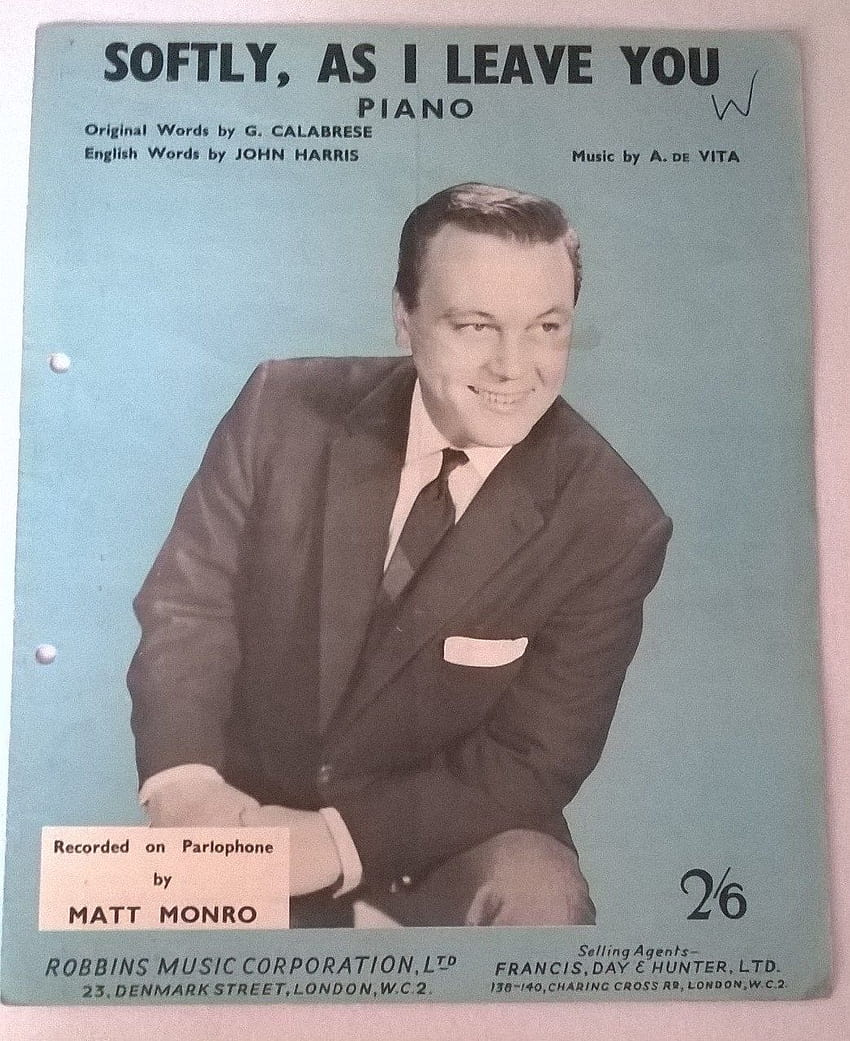 SOFTLY, AS I LEAVE YOU
W
PIANO
Original Words by G. CALABRESE
English Words by JOHN HARRIS
Music by A. DE VITA
Recorded on Parlophone
by
MATT MONRO
2/6
ROBBINS MUSIC CORPORATION, LTD
23, DENMARK STREET, LONDON, W.C.2.
Selling Agents–
FRANCIS, DAY & HUNTER, LTD.
138-140, CHARING CROSS RD, LONDON, W.C.2.